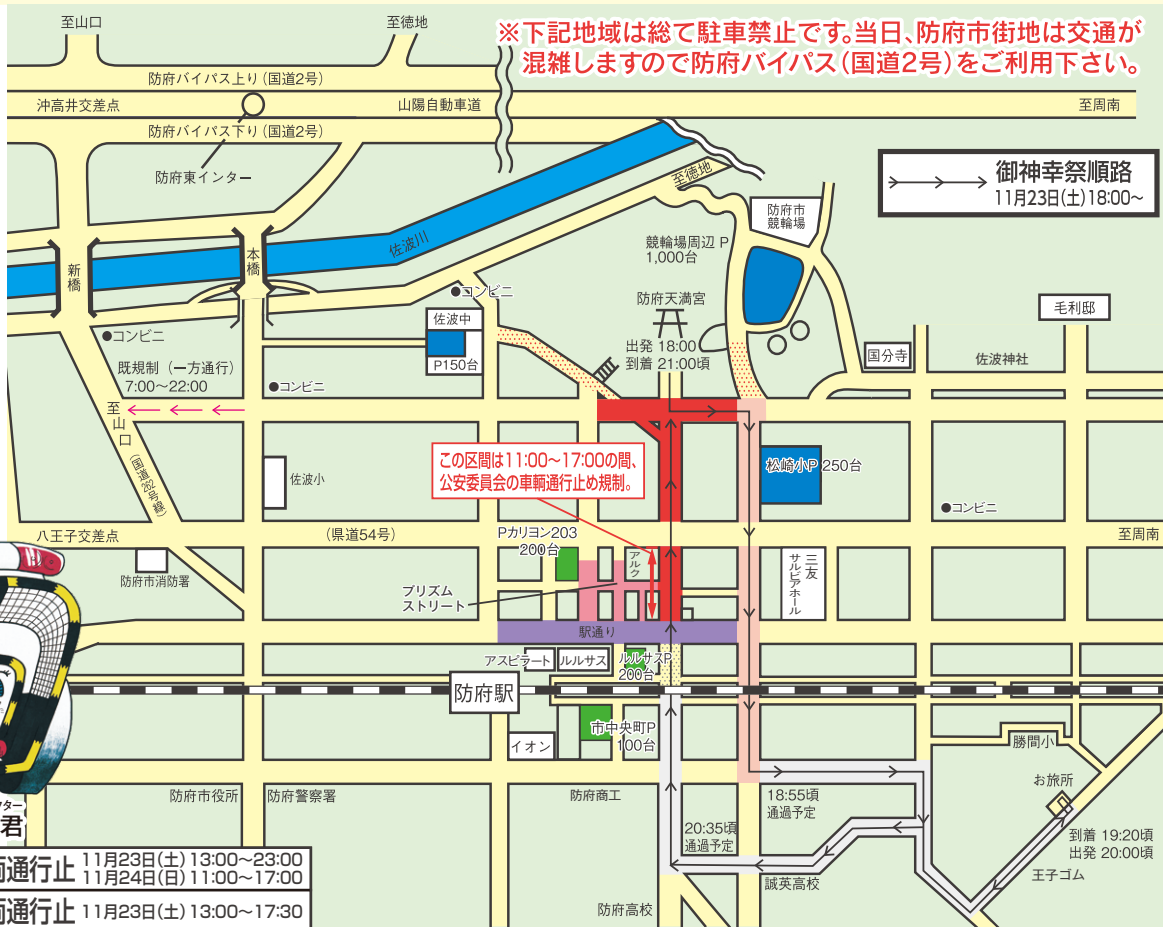 至山口
至徳地
※下記地域は総て駐車禁止です。当日、防府市街地は交通が
混雑しますので防府バイパス(国道2号)をご利用下さい。
防府バイパス上り(国道2号)
沖高井交差点
山陽自動車道
至周南
防府バイパス下り(国道2号)
防府東インター
御神幸祭順路
11月23日(土)18:00～
至徳地
防府市
競輪場
佐波川
新橋
本橋
競輪場周辺 P
1,000台
●コンビニ
防府天満宮
毛利邸
佐波中
P150台
●コンビニ
出発 18:00
到着 21:00頃
国分寺
佐波神社
既規制(一方通行)
7:00～22:00
●コンビニ
至山口
(国道262号線)
この区間は11:00～17:00の間、
公安委員会の車輌通行止め規制。
松崎小P 250台
佐波小
●コンビニ
八王子交差点
(県道54号)
Pカリヨン203
200台
至周南
アルク
三友
サルビアホール
防府市消防署
プリズム
ストリート
駅通り
アスピラート
ルルサス
ルルサスP
200台
防府駅
市中央町P
100台
イオン
勝間小
お旅所
防府市役所
防府警察署
防府商工
18:55頃
通過予定
20:35頃
通過予定
到着 19:20頃
出発 20:00頃
王子ゴム
誠英高校
防府高校
クター
君
両通行止 11月23日(土)13:00～23:00
11月24日(日)11:00～17:00
両通行止 11月23日(土)13:00～17:30